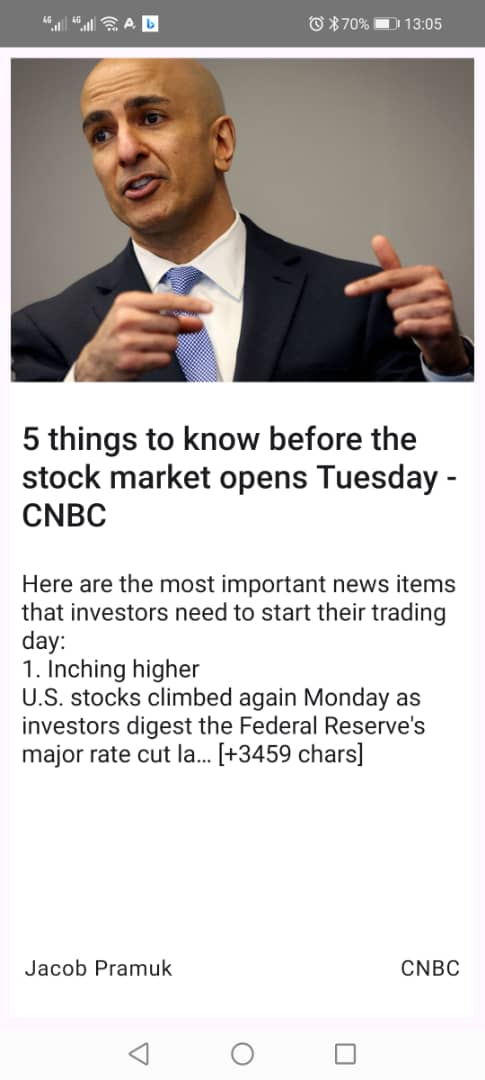 4G 4G A b 70% 13:05
5 things to know before the
stock market opens Tuesday -
CNBC
Here are the most important news items
that investors need to start their trading
day:
1. Inching higher
U.S. stocks climbed again Monday as
investors digest the Federal Reserve's
major rate cut la… [+3459 chars]
Jacob Pramuk CNBC